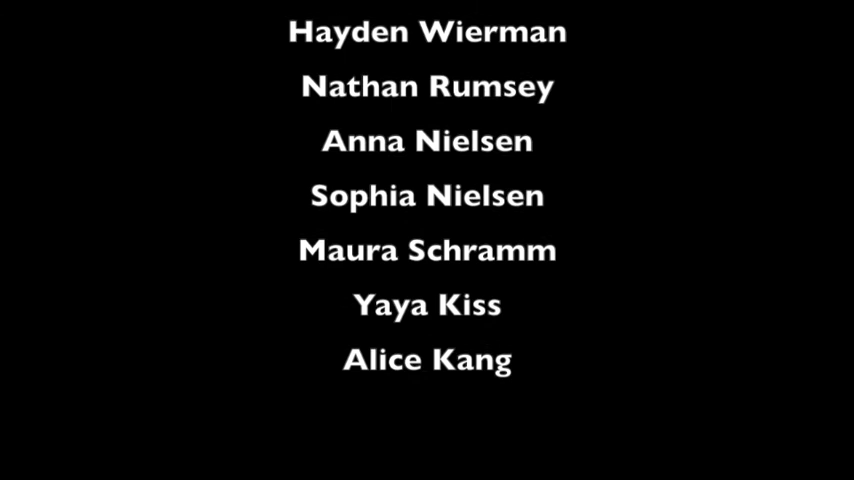 Hayden Wierman
Nathan Rumsey
Anna Nielsen
Sophia Nielsen
Maura Schramm
Yaya Kiss
Alice Kang